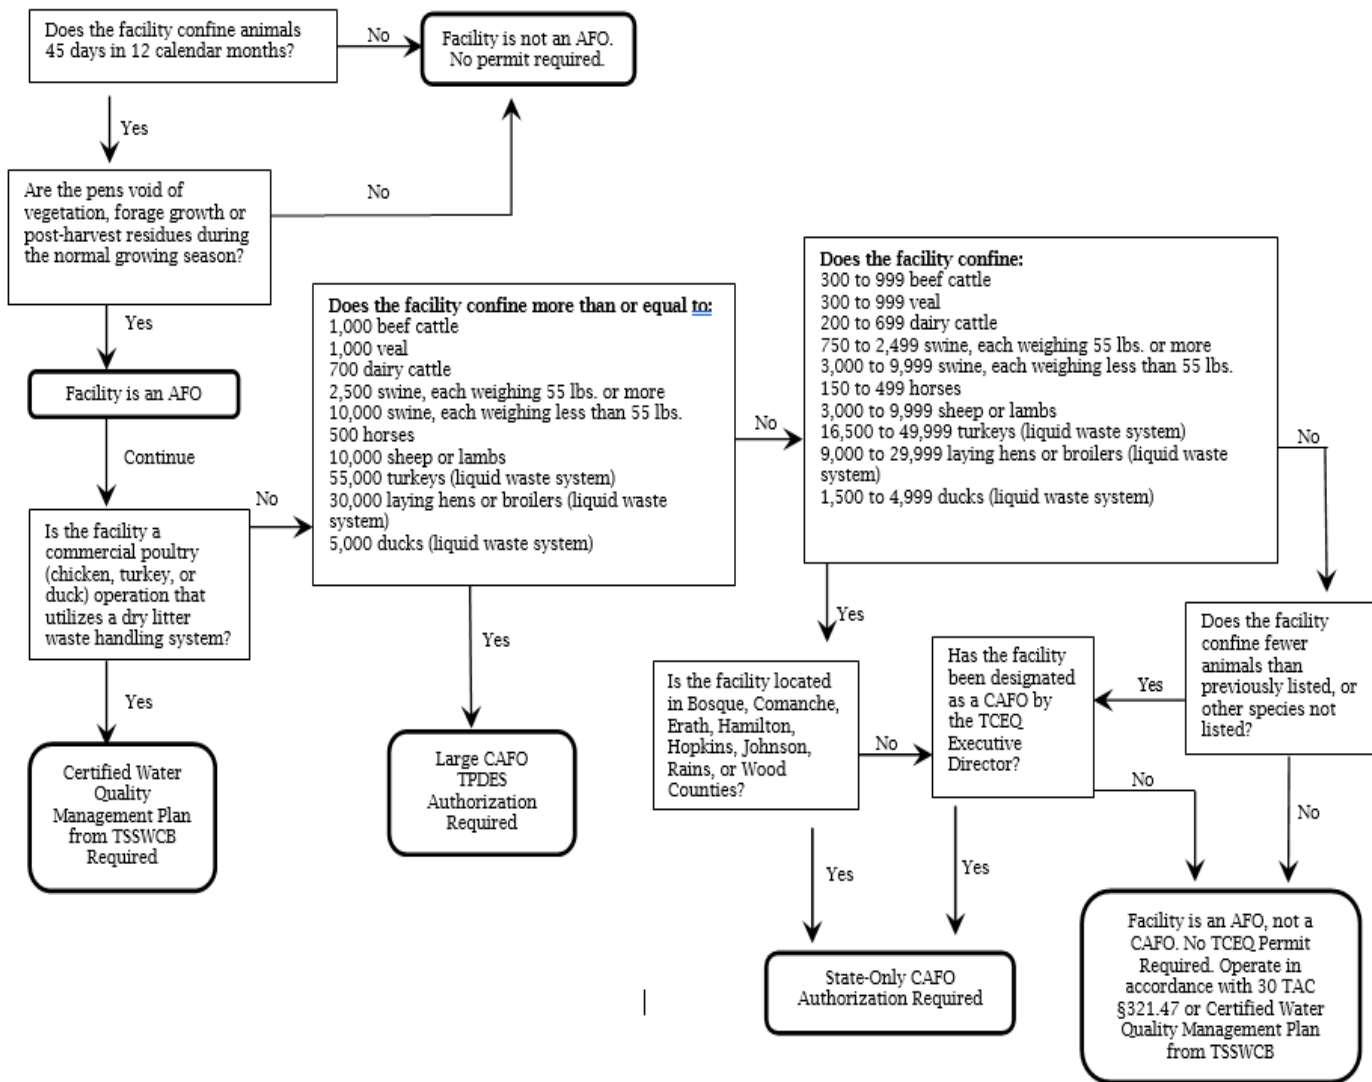 Does the facility confine animals
45 days in 12 calendar months?
No
Facility is not an AFO.
No permit required.
Yes
Are the pens void of
vegetation, forage growth or
post-harvest residues during
the normal growing season?
No
Yes
Facility is an AFO
Continue
Is the facility a
commercial poultry
(chicken, turkey, or
duck) operation that
utilizes a dry litter
waste handling system?
No
Yes
Certified Water
Quality
Management Plan
from TSSWCB
Required
Does the facility confine more than or equal to:
1,000 beef cattle
1,000 veal
700 dairy cattle
2,500 swine, each weighing 55 lbs. or more
10,000 swine, each weighing less than 55 lbs.
500 horses
10,000 sheep or lambs
55,000 turkeys (liquid waste system)
30,000 laying hens or broilers (liquid waste
system)
5,000 ducks (liquid waste system)
No
Yes
Large CAFO
TPDES
Authorization
Required
Does the facility confine:
300 to 999 beef cattle
300 to 999 veal
200 to 699 dairy cattle
750 to 2,499 swine, each weighing 55 lbs. or more
3,000 to 9,999 swine, each weighing less than 55 lbs.
150 to 499 horses
3,000 to 9,999 sheep or lambs
16,500 to 49,999 turkeys (liquid waste system)
9,000 to 29,999 laying hens or broilers (liquid waste
system)
1,500 to 4,999 ducks (liquid waste system)
No
Yes
Is the facility located
in Bosque, Comanche,
Erath, Hamilton,
Hopkins, Johnson,
Rains, or Wood
Counties?
No
Yes
Has the facility
been designated
as a CAFO by
the TCEQ
Executive
Director?
Yes
No
Yes
Does the facility
confine fewer
animals than
previously listed, or
other species not
listed?
No
State-Only CAFO
Authorization Required
Facility is an AFO, not a
CAFO. No TCEQ Permit
Required. Operate in
accordance with 30 TAC
§321.47 or Certified Water
Quality Management Plan
from TSSWCB